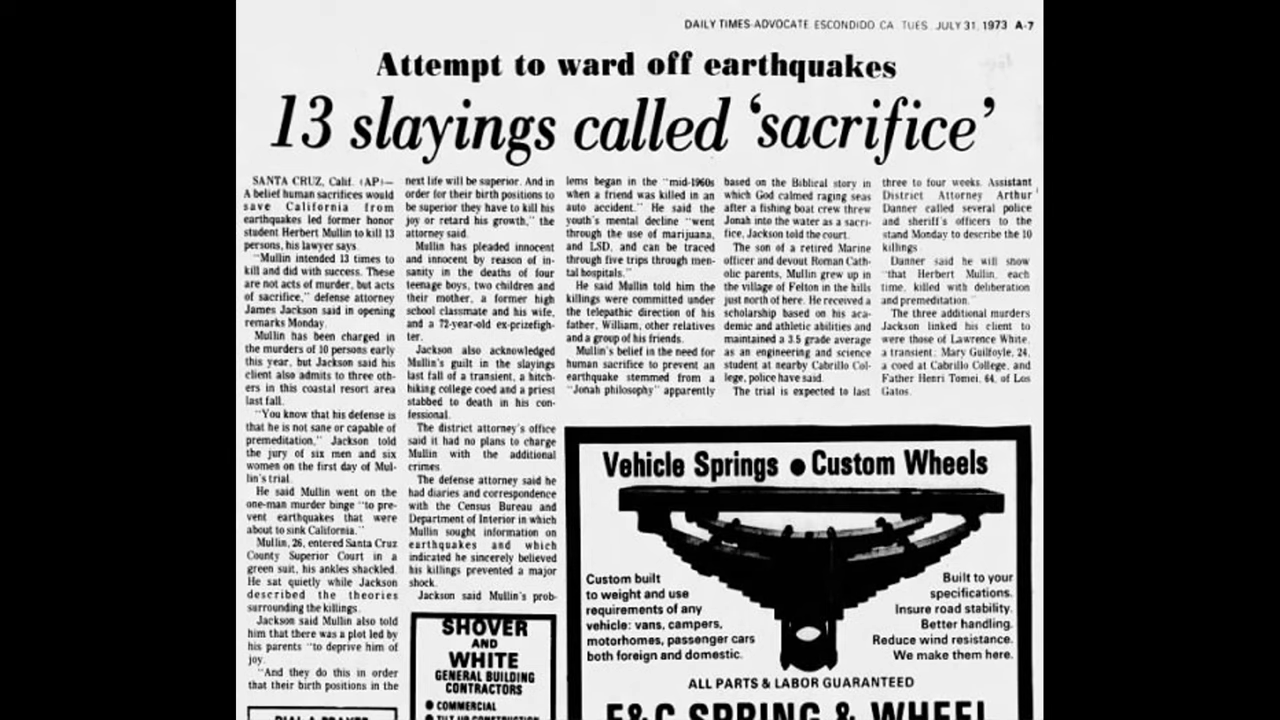 DAILY TIMES-ADVOCATE, ESCONDIDO, CA. TUES., JULY 31, 1973 A-7
Attempt to ward off earthquakes
13 slayings called ‘sacrifice’
SANTA CRUZ, Calif. (AP)—
A belief human sacrifices would
save California from
earthquakes led former honor
student Herbert Mullin to kill 13
persons, his lawyer says.
"Mullin intended 13 times to
kill and did with success. These
are not acts of murder, but acts
of sacrifice," defense attorney
James Jackson said in opening
remarks Monday.
Mullin has been charged in
the murders of 10 persons early
this year, but Jackson said his
client also admits to three oth-
ers in this coastal resort area
last fall.
"You know that his defense is
that he is not sane or capable of
premeditation," Jackson told
the jury of six men and six
women on the first day of Mul-
lin's trial.
He said Mullin went on the
one-man murder binge "to pre-
vent earthquakes that were
about to sink California."
Mullin, 26, entered Santa Cruz
County Superior Court in a
green suit, his ankles shackled.
He sat quietly while Jackson
described the theories
surrounding the killings.
Jackson said Mullin also told
him that there was a plot led by
his parents "to deprive him of
joy.
"And they do this in order
that their birth positions in the
next life will be superior. And in
order for their birth positions to
be superior they have to kill his
joy or retard his growth," the
attorney said.
Mullin has pleaded innocent
and innocent by reason of in-
sanity in the deaths of four
teenage boys, two children and
their mother, a former high
school classmate and his wife,
and a 72-year-old ex-prizefigh-
ter.
Jackson also acknowledged
Mullin's guilt in the slayings
last fall of a transient, a hitch-
hiking college coed and a priest
stabbed to death in his con-
fessional.
The district attorney's office
said it had no plans to charge
Mullin with the additional
crimes.
The defense attorney said he
had diaries and correspondence
with the Census Bureau and
Department of Interior in which
Mullin sought information on
earthquakes and which
indicated he sincerely believed
his killings prevented a major
shock.
Jackson said Mullin's prob-
lems began in the "mid-1960s
when a friend was killed in an
auto accident." He said the
youth's mental decline "went
through the use of marijuana,
and LSD, and can be traced
through five trips through men-
tal hospitals."
He said Mullin told him the
killings were committed under
the telepathic direction of his
father, William, other relatives
and a group of his friends.
Mullin's belief in the need for
human sacrifice to prevent an
earthquake stemmed from a
"Jonah philosophy" apparently
based on the Biblical story in
which God calmed raging seas
after a fishing boat crew threw
Jonah into the water as a sacri-
fice, Jackson told the court.
The son of a retired Marine
officer and devout Roman Cath-
olic parents, Mullin grew up in
the village of Felton in the hills
just north of here. He received a
scholarship based on his aca-
demic and athletic abilities and
maintained a 3.5 grade average
as an engineering and science
student at nearby Cabrillo Col-
lege, police have said.
The trial is expected to last
three to four weeks. Assistant
District Attorney Arthur
Danner called several police
and sheriff's officers to the
stand Monday to describe the 10
killings.
Danner said he will show
"that Herbert Mullin, each
time, killed with deliberation
and premeditation."
The three additional murders
Jackson linked his client to
were those of Lawrence White,
a transient; Mary Guilfoyle, 24,
a coed at Cabrillo College, and
Father Henri Tomei, 64, of Los
Gatos.
SHOVER
AND
WHITE
GENERAL BUILDING
CONTRACTORS
● COMMERCIAL
● TILT-UP CONSTRUCTION
DIAL-A-PRAYER
Vehicle Springs ● Custom Wheels
Custom built
to weight and use
requirements of any
vehicle: vans, campers,
motorhomes, passenger cars
both foreign and domestic.
Built to your
specifications.
Insure road stability.
Better handling.
Reduce wind resistance.
We make them here.
ALL PARTS & LABOR GUARANTEED
SPRING & WHEEL